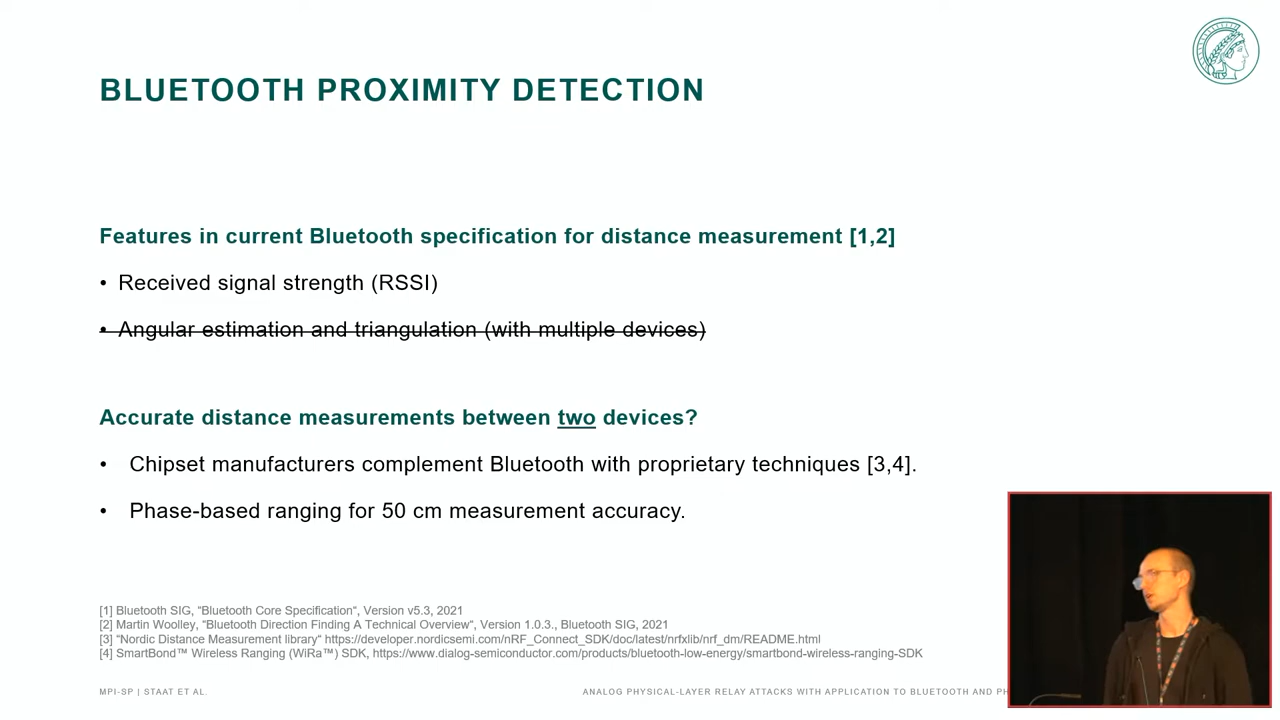 BLUETOOTH PROXIMITY DETECTION
Features in current Bluetooth specification for distance measurement [1,2]
• Received signal strength (RSSI)
• Angular estimation and triangulation (with multiple devices)
Accurate distance measurements between two devices?
• Chipset manufacturers complement Bluetooth with proprietary techniques [3,4].
• Phase-based ranging for 50 cm measurement accuracy.
[1] Bluetooth SIG, "Bluetooth Core Specification", Version v5.3, 2021
[2] Martin Woolley, "Bluetooth Direction Finding A Technical Overview", Version 1.0.3., Bluetooth SIG, 2021
[3] "Nordic Distance Measurement library" https://developer.nordicsemi.com/nRF_Connect_SDK/doc/latest/nrfxlib/nrf_dm/README.html
[4] SmartBond™ Wireless Ranging (WiRa™) SDK, https://www.dialog-semiconductor.com/products/bluetooth-low-energy/smartbond-wireless-ranging-SDK
MPI-SP | STAAT ET AL.
ANALOG PHYSICAL-LAYER RELAY ATTACKS WITH APPLICATION TO BLUETOOTH AND PH